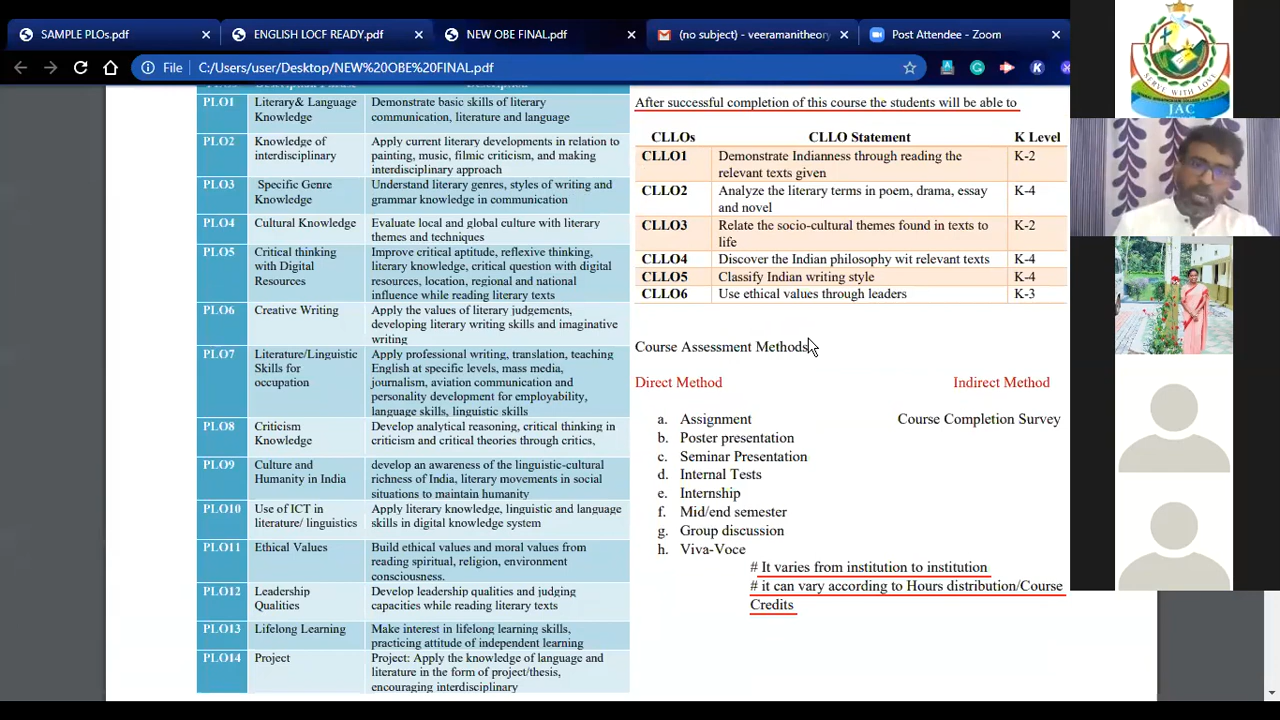 SAMPLE PLOs.pdf
ENGLISH LOCF READY.pdf
NEW OBE FINAL.pdf
(no subject) - veeramanitheory
Post Attendee - Zoom
File
C:/Users/user/Desktop/NEW%20OBE%20FINAL.pdf
PLO1
Literary& Language
Knowledge
Demonstrate basic skills of literary
communication, literature and language
PLO2
Knowledge of
interdisciplinary
Apply current literary developments in relation to
painting, music, filmic criticism, and making
interdisciplinary approach
PLO3
Specific Genre
Knowledge
Understand literary genres, styles of writing and
grammar knowledge in communication
PLO4
Cultural Knowledge
Evaluate local and global culture with literary
themes and techniques
PLO5
Critical thinking
with Digital
Resources
Improve critical aptitude, reflexive thinking,
literary knowledge, critical question with digital
resources, location, regional and national
influence while reading literary texts
PLO6
Creative Writing
Apply the values of literary judgements,
developing literary writing skills and imaginative
writing
PLO7
Literature/Linguistic
Skills for
occupation
Apply professional writing, translation, teaching
English at specific levels, mass media,
journalism, aviation communication and
personality development for employability,
language skills, linguistic skills
PLO8
Criticism
Knowledge
Develop analytical reasoning, critical thinking in
criticism and critical theories through critics,
PLO9
Culture and
Humanity in India
develop an awareness of the linguistic-cultural
richness of India, literary movements in social
situations to maintain humanity
PLO10
Use of ICT in
literature/ linguistics
Apply literary knowledge, linguistic and language
skills in digital knowledge system
PLO11
Ethical Values
Build ethical values and moral values from
reading spiritual, religion, environment
consciousness.
PLO12
Leadership
Qualities
Develop leadership qualities and judging
capacities while reading literary texts
PLO13
Lifelong Learning
Make interest in lifelong learning skills,
practicing attitude of independent learning
PLO14
Project
Project: Apply the knowledge of language and
literature in the form of project/thesis,
encouraging interdisciplinary
After successful completion of this course the students will be able to
CLLOs
CLLO Statement
K Level
CLLO1
Demonstrate Indianness through reading the
relevant texts given
K-2
CLLO2
Analyze the literary terms in poem, drama, essay
and novel
K-4
CLLO3
Relate the socio-cultural themes found in texts to
life
K-2
CLLO4
Discover the Indian philosophy wit relevant texts
K-4
CLLO5
Classify Indian writing style
K-4
CLLO6
Use ethical values through leaders
K-3
Course Assessment Methods
Direct Method
Indirect Method
a. Assignment
Course Completion Survey
b. Poster presentation
c. Seminar Presentation
d. Internal Tests
e. Internship
f. Mid/end semester
g. Group discussion
h. Viva-Voce
# It varies from institution to institution
# it can vary according to Hours distribution/Course
Credits
SERVE WITH LOVE
JAC